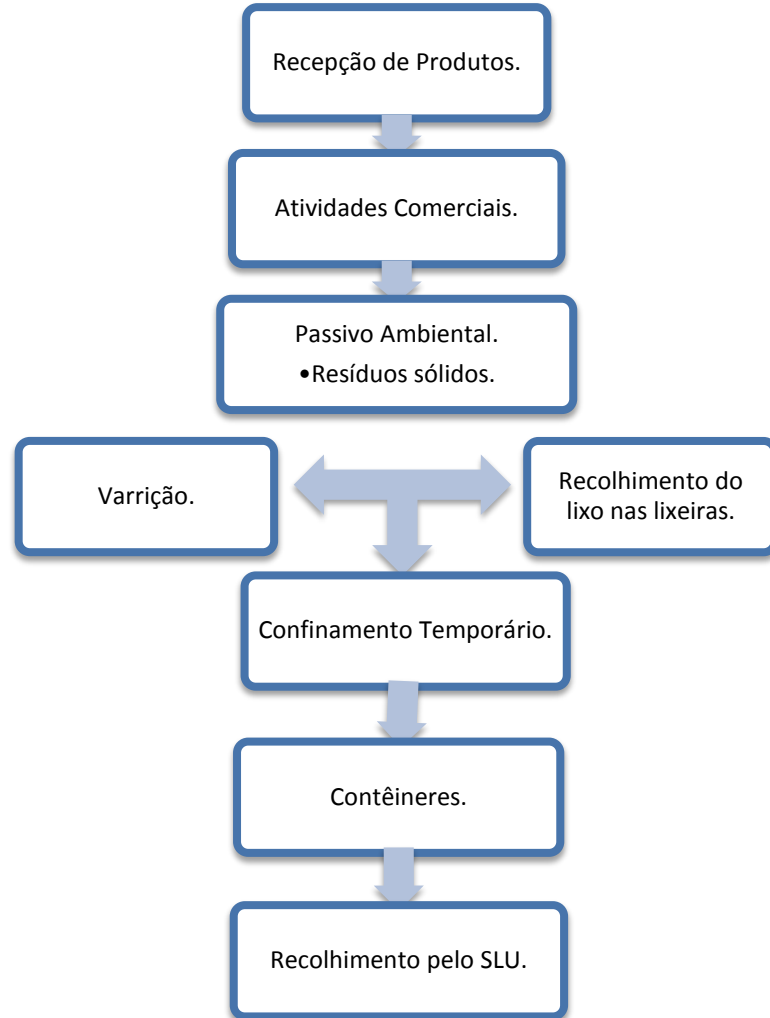 Recepção de Produtos.
Atividades Comerciais.
Passivo Ambiental.
•Resíduos sólidos.
Varrição.
Recolhimento do
lixo nas lixeiras.
Confinamento Temporário.
Contêineres.
Recolhimento pelo SLU.